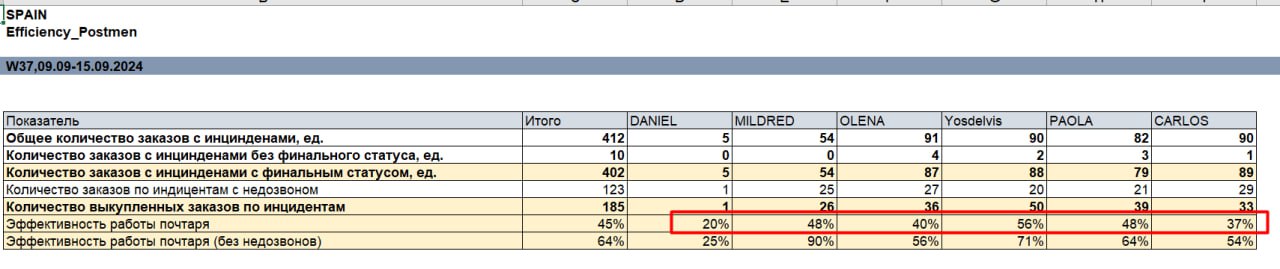 SPAIN
Efficiency_Postmen
W37,09.09-15.09.2024
Показатель Итого DANIEL MILDRED OLENA Yosdelvis PAOLA CARLOS
Общее количество заказов с инцинденами, ед. 412 5 54 91 90 82 90
Количество заказов с инцинденами без финального статуса, ед. 10 0 0 4 2 3 1
Количество заказов с инцинденами с финальным статусом, ед. 402 5 54 87 88 79 89
Количество заказов по индицентам с недозвоном 123 1 25 27 20 21 29
Количество выкупленных заказов по инцидентам 185 1 26 36 50 39 33
Эффективность работы почтаря 45% 20% 48% 40% 56% 48% 37%
Эффективность работы почтаря (без недозвонов) 64% 25% 90% 56% 71% 64% 54%